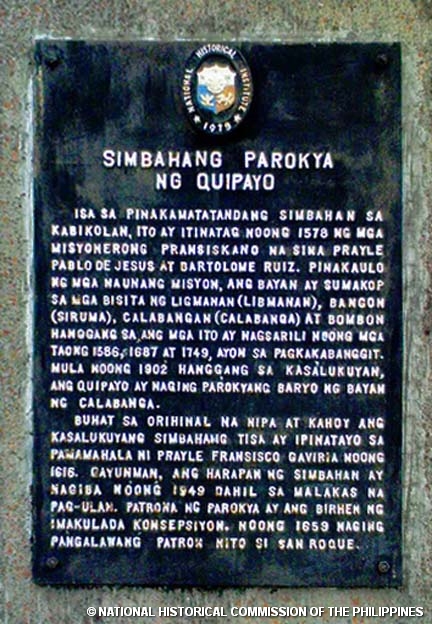 NATIONAL HISTORICAL INSTITUTE
1979
SIMBAHANG PAROKYA
NG QUIPAYO
ISA SA PINAKAMATATANDANG SIMBAHAN SA
KABIKOLAN, ITO AY ITINATAG NOONG 1578 NG MGA
MISYONERONG PRANSISKANO NA SINA PRAYLE
PABLO DE JESUS AT BARTOLOME RUIZ. PINAKAULO
NG MGA NAUNANG MISYON, ANG BAYAN AY SUMAKOP
SA MGA BISITA NG LIGMANAN (LIBMANAN), BANGON
(SIRUMA), CALABANGAN (CALABANGA) AT BOMBON
HANGGANG SA ANG MGA ITO AY NAGSARILI NOONG MGA
TAONG 1586, 1687 AT 1749, AYON SA PAGKAKABANGGIT.
MULA NOONG 1902 HANGGANG SA KASALUKUYAN,
ANG QUIPAYO AY NAGING PAROKYANG BARYO NG BAYAN
NG CALABANGA.
BUHAT SA ORIHINAL NA NIPA AT KAHOY ANG
KASALUKUYANG SIMBAHANG TISA AY IPINATAYO SA
PAMAMAHALA NI PRAYLE FRANSISCO GAVIRIA NOONG
1616. GAYUNMAN, ANG HARAPAN NG SIMBAHAN AY
NAGIBA NOONG 1949 DAHIL SA MALAKAS NA
PAG-ULAN. PATRONA NG PAROKYA AY ANG BIRHEN NG
IMAKULADA KONSEPSIYON. NOONG 1659 NAGING
PANGALAWANG PATRON NITO SI SAN ROQUE.
© NATIONAL HISTORICAL COMMISSION OF THE PHILIPPINES